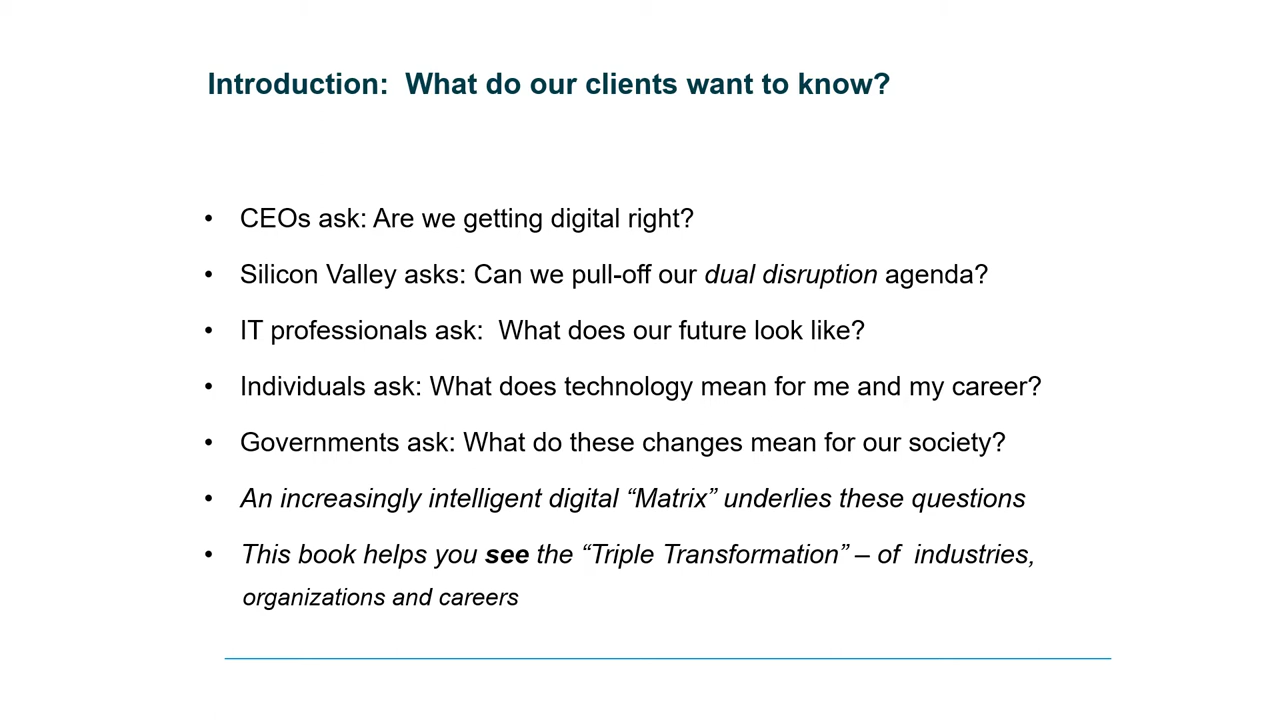 Introduction:  What do our clients want to know?
• CEOs ask: Are we getting digital right?
• Silicon Valley asks: Can we pull-off our dual disruption agenda?
• IT professionals ask:  What does our future look like?
• Individuals ask: What does technology mean for me and my career?
• Governments ask: What do these changes mean for our society?
• An increasingly intelligent digital “Matrix” underlies these questions
• This book helps you see the “Triple Transformation” – of  industries,
organizations and careers